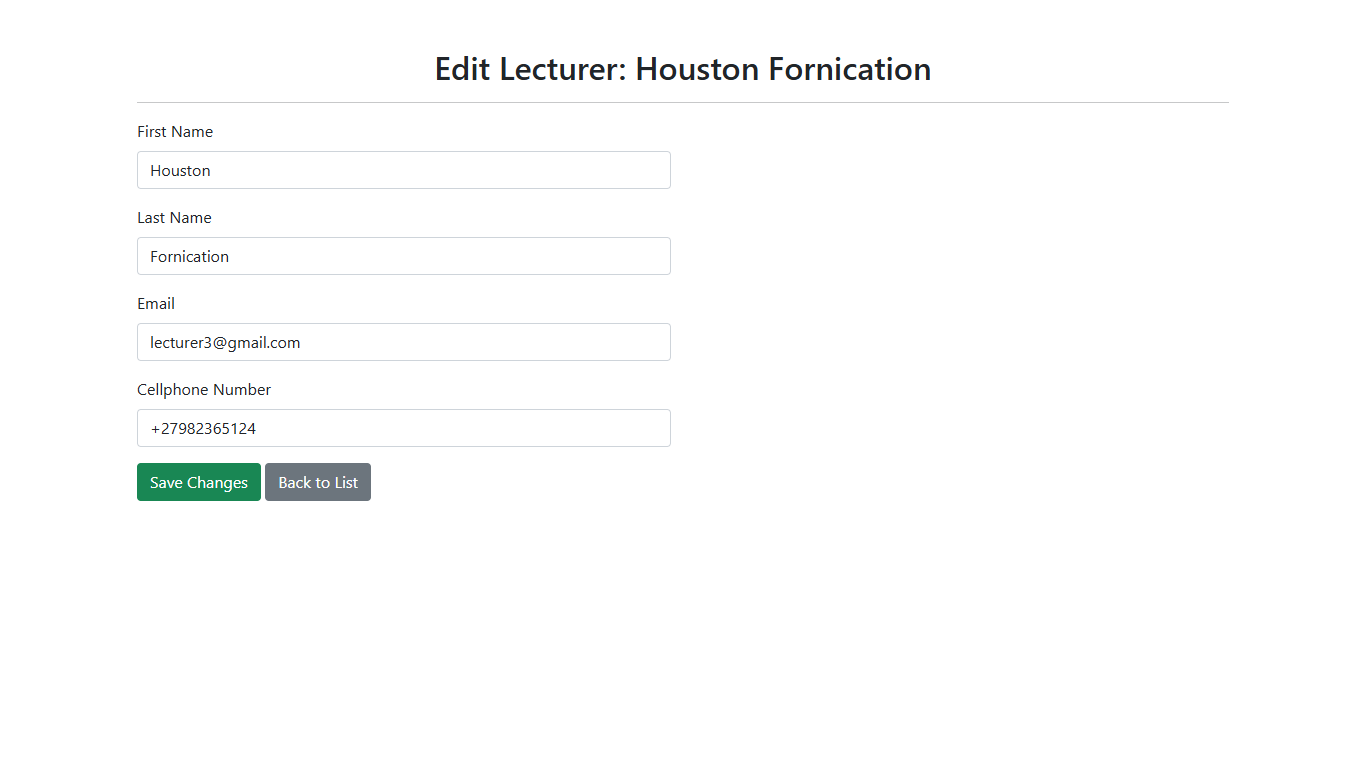 Edit Lecturer: Houston Fornication
First Name
Houston
Last Name
Fornication
Email
lecturer3@gmail.com
Cellphone Number
+27982365124
Save Changes Back to List